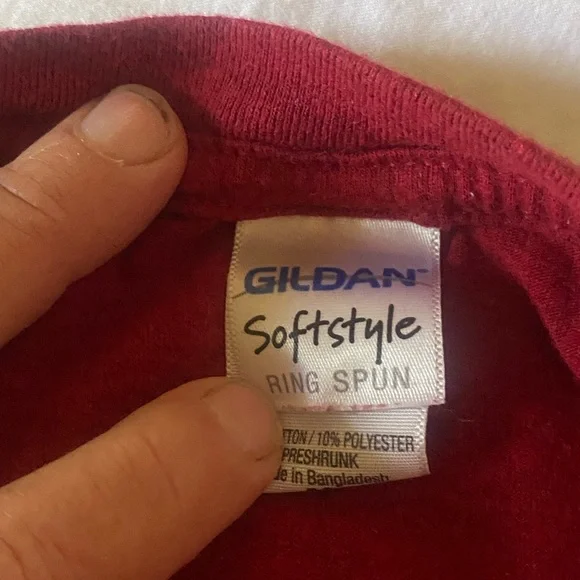 GILDAN
Softstyle
RING SPUN
TTON / 10% POLYESTER
PRESHRUNK
de in Bangladesh